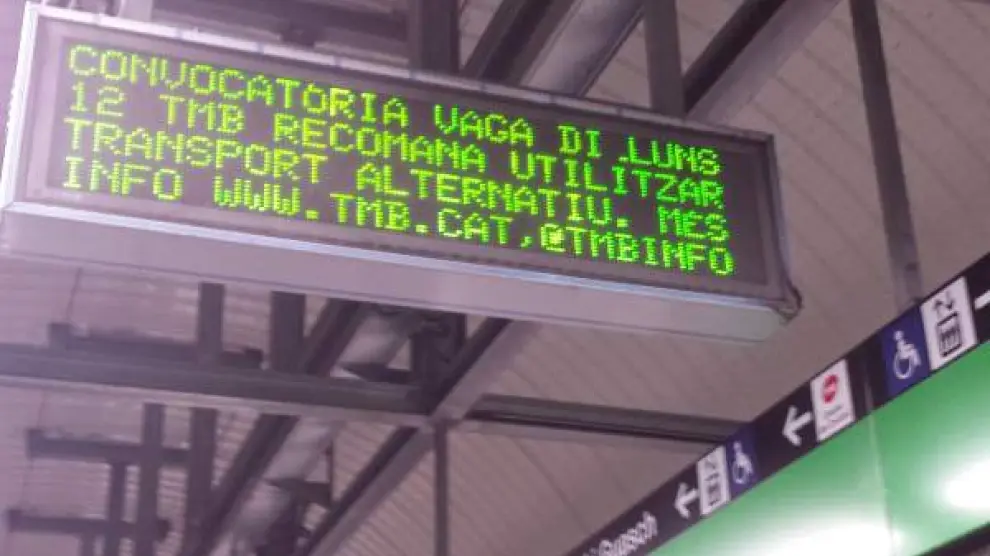 CONVOCATORIA VAGA DI .LUNS
12 TMB RECOMANA UTILITZAR
TRANSPORT ALTERNATIU. MES
INFO WWW.TMB.CAT,@TMBINFO